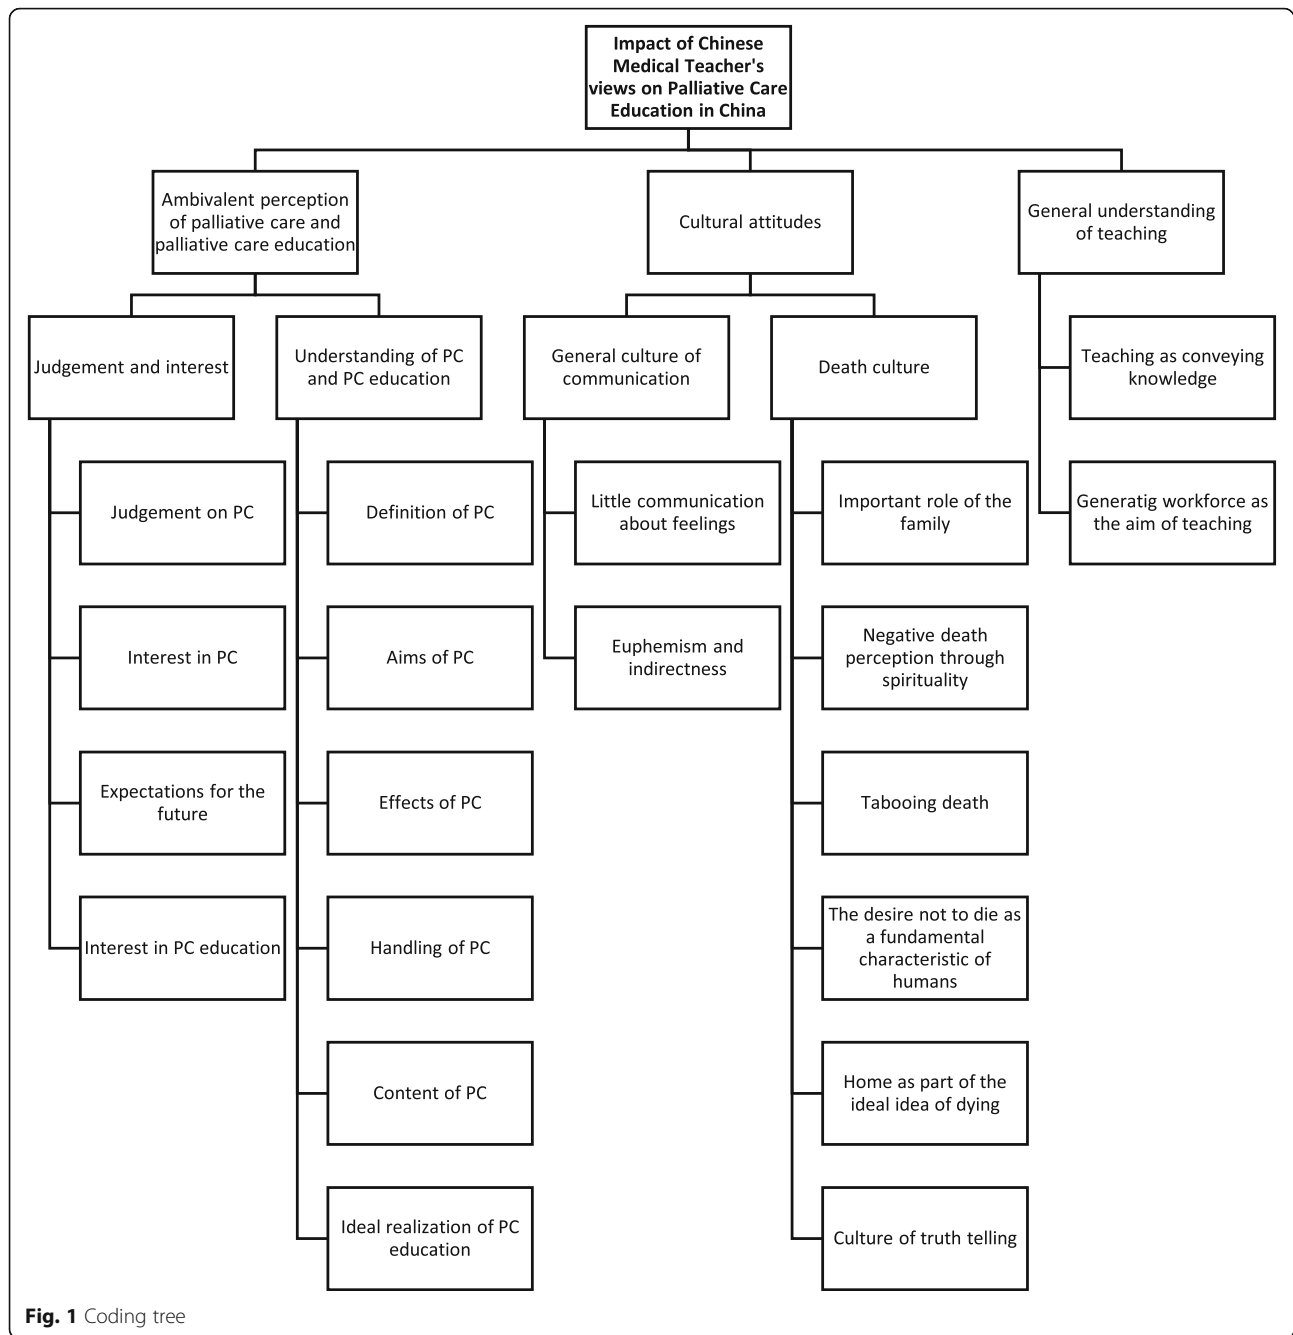 Impact of Chinese
Medical Teacher's
views on Palliative Care
Education in China
Ambivalent perception
of palliative care and
palliative care education
Cultural attitudes
General understanding
of teaching
Judgement and interest
Understanding of PC
and PC education
General culture of
communication
Death culture
Teaching as conveying
knowledge
Judgement on PC
Definition of PC
Little communication
about feelings
Important role of the
family
Generatig workforce as
the aim of teaching
Interest in PC
Aims of PC
Euphemism and
indirectness
Negative death
perception through
spirituality
Expectations for the
future
Effects of PC
Tabooing death
Interest in PC education
Handling of PC
The desire not to die as
a fundamental
characteristic of
humans
Content of PC
Home as part of the
ideal idea of dying
Ideal realization of PC
education
Culture of truth telling
Fig. 1 Coding tree